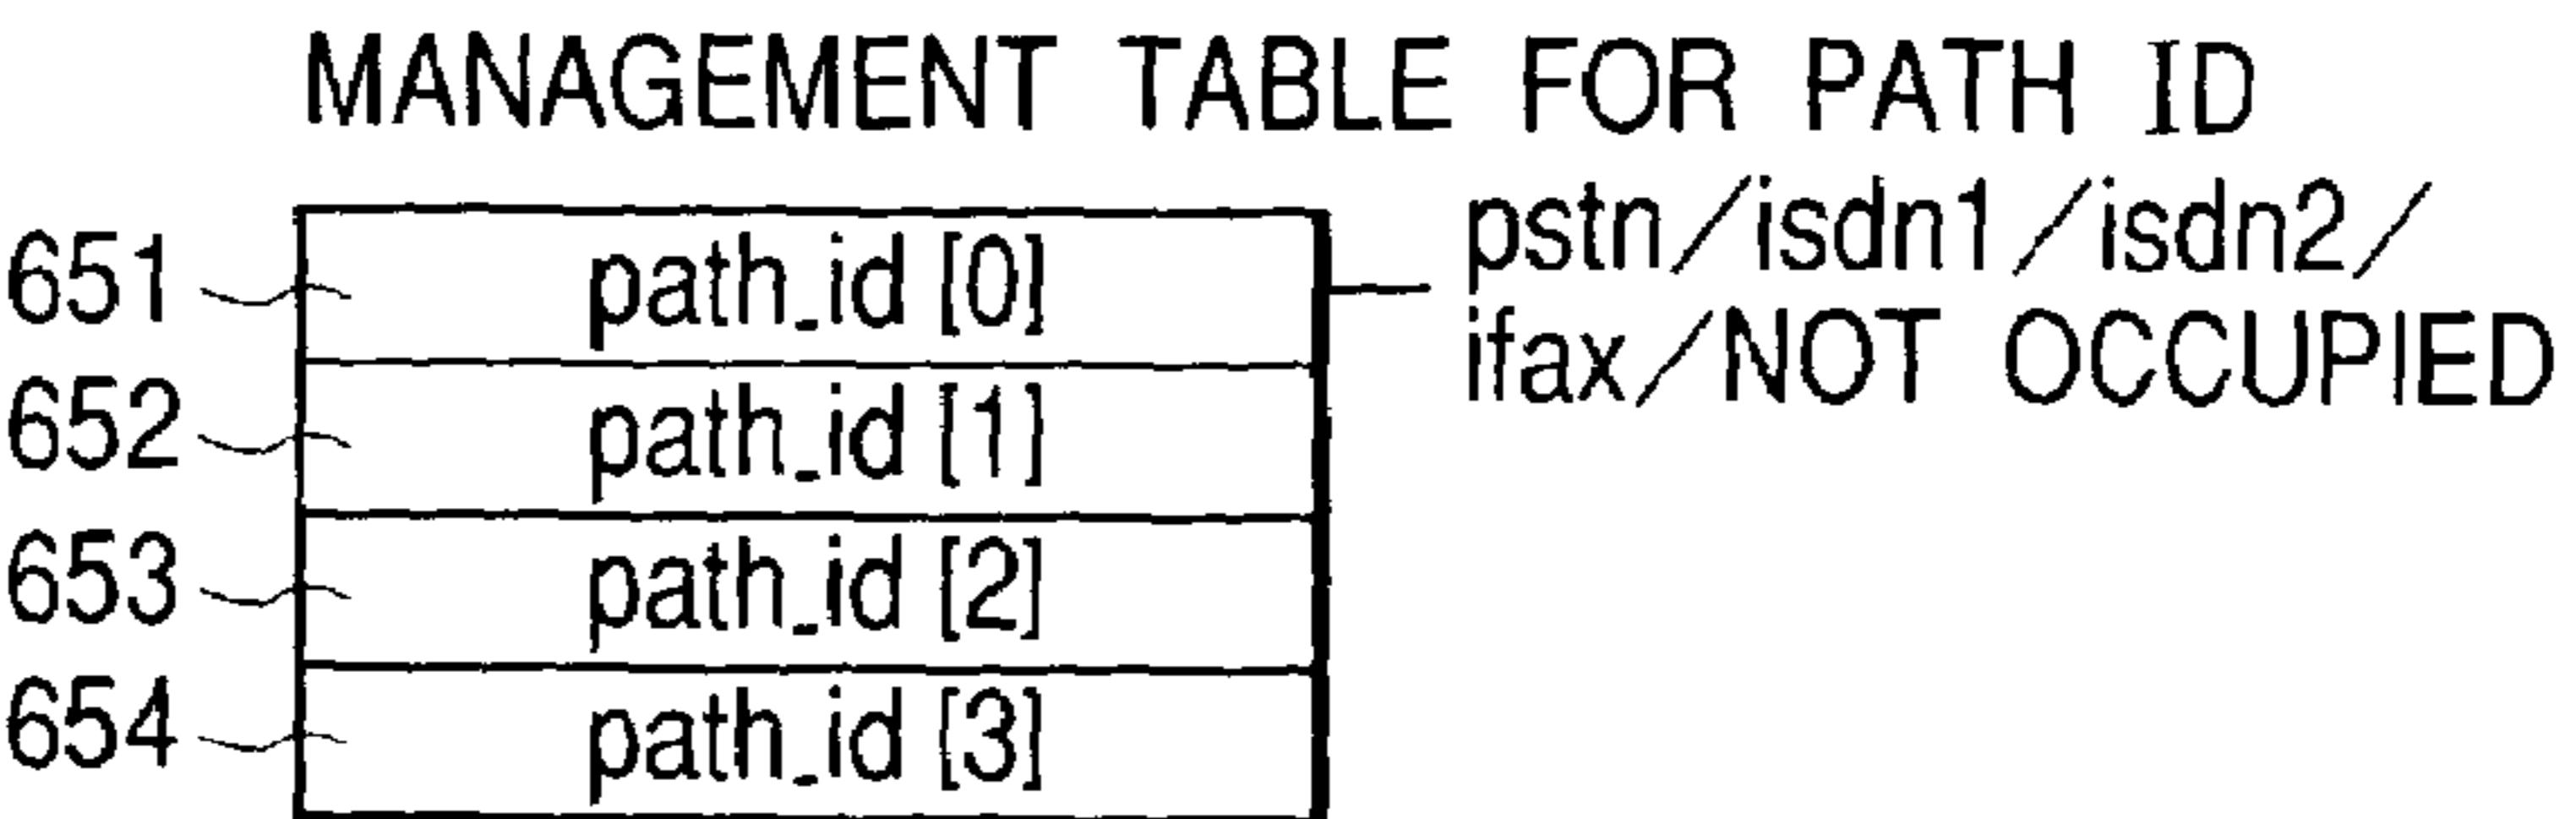 MANAGEMENT TABLE FOR PATH ID
651 path_id [0] pstn/isdn1/isdn2/
ifax/NOT OCCUPIED
652 path_id [1]
653 path_id [2]
654 path_id [3]